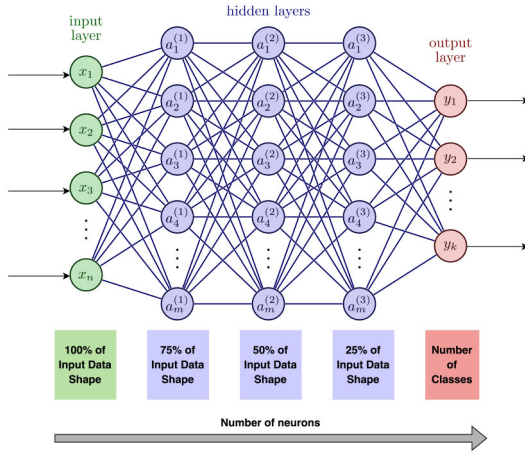 input
layer
hidden layers
output
layer
x₁
x₂
x₃
⋮
xₙ
a₁⁽¹⁾
a₂⁽¹⁾
a₃⁽¹⁾
a₄⁽¹⁾
⋮
aₘ⁽¹⁾
a₁⁽²⁾
a₂⁽²⁾
a₃⁽²⁾
a₄⁽²⁾
⋮
aₘ⁽²⁾
a₁⁽³⁾
a₂⁽³⁾
a₃⁽³⁾
a₄⁽³⁾
⋮
aₘ⁽³⁾
y₁
y₂
⋮
yₖ
100% of
Input Data
Shape
75% of
Input Data
Shape
50% of
Input Data
Shape
25% of
Input Data
Shape
Number
of
Classes
Number of neurons